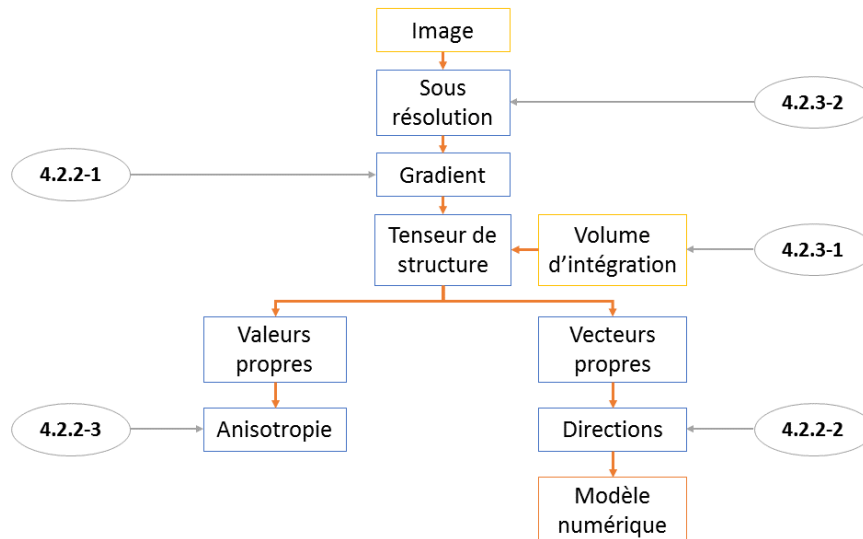 Image
Sous
résolution
4.2.3-2
4.2.2-1
Gradient
Tenseur de
structure
Volume
d’intégration
4.2.3-1
Valeurs
propres
Vecteurs
propres
4.2.2-3
Anisotropie
Directions
4.2.2-2
Modèle
numérique